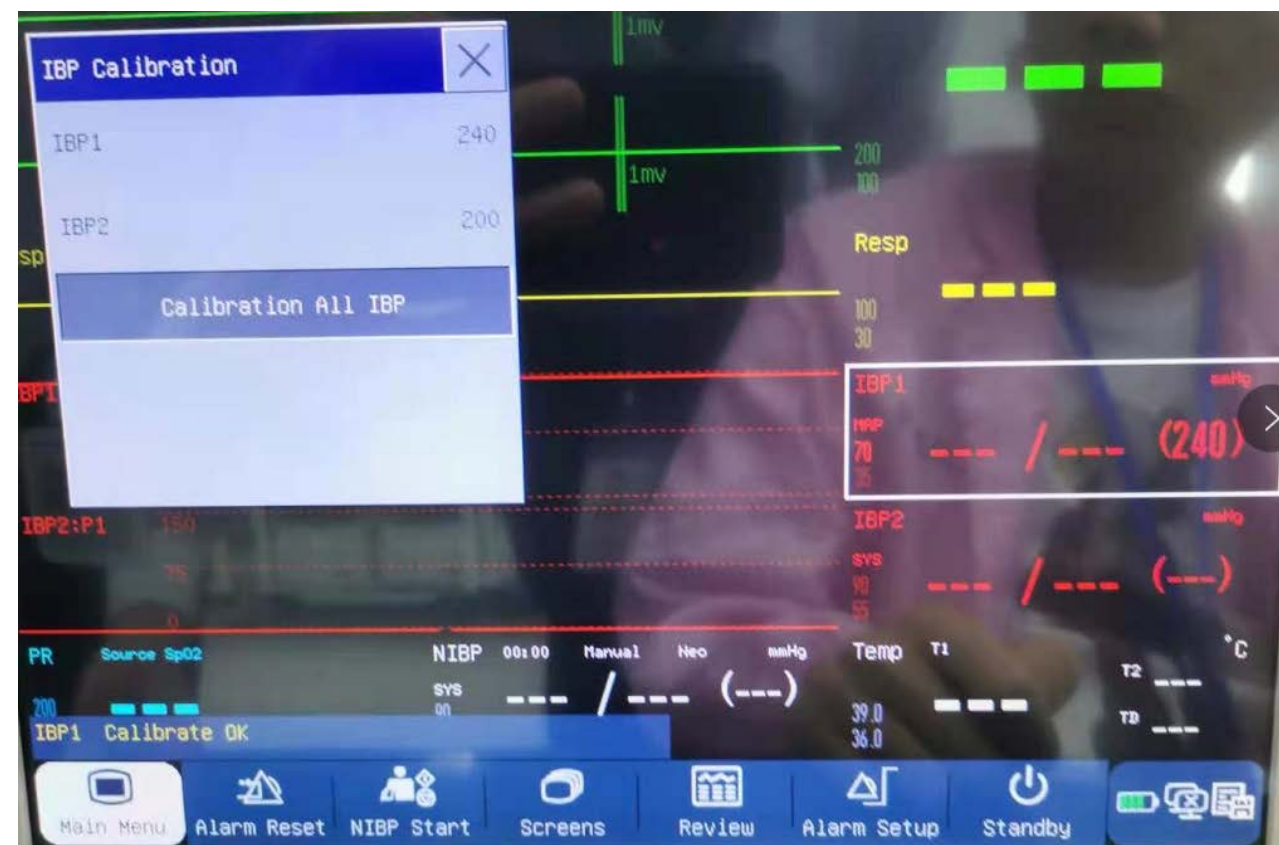 IBP Calibration
IBP1 240
IBP2 200
Calibration All IBP
1mv
1mv
200
100
sp
Resp
100
30
IBP1
IBP1 mmHg
MAP
70
35
--- / --- (240)
IBP2:P1 150
75
0
IBP2 mmHg
SYS
90
55
--- / --- (---)
PR Source SpO2
200 ---
NIBP 00:00 Manual Neo mmHg
SYS
90
--- / --- (---)
Temp T1 °C
39.0
36.0
---
T2 ---
TD ---
IBP1 Calibrate OK
Main Menu
Alarm Reset
NIBP Start
Screens
Review
Alarm Setup
Standby